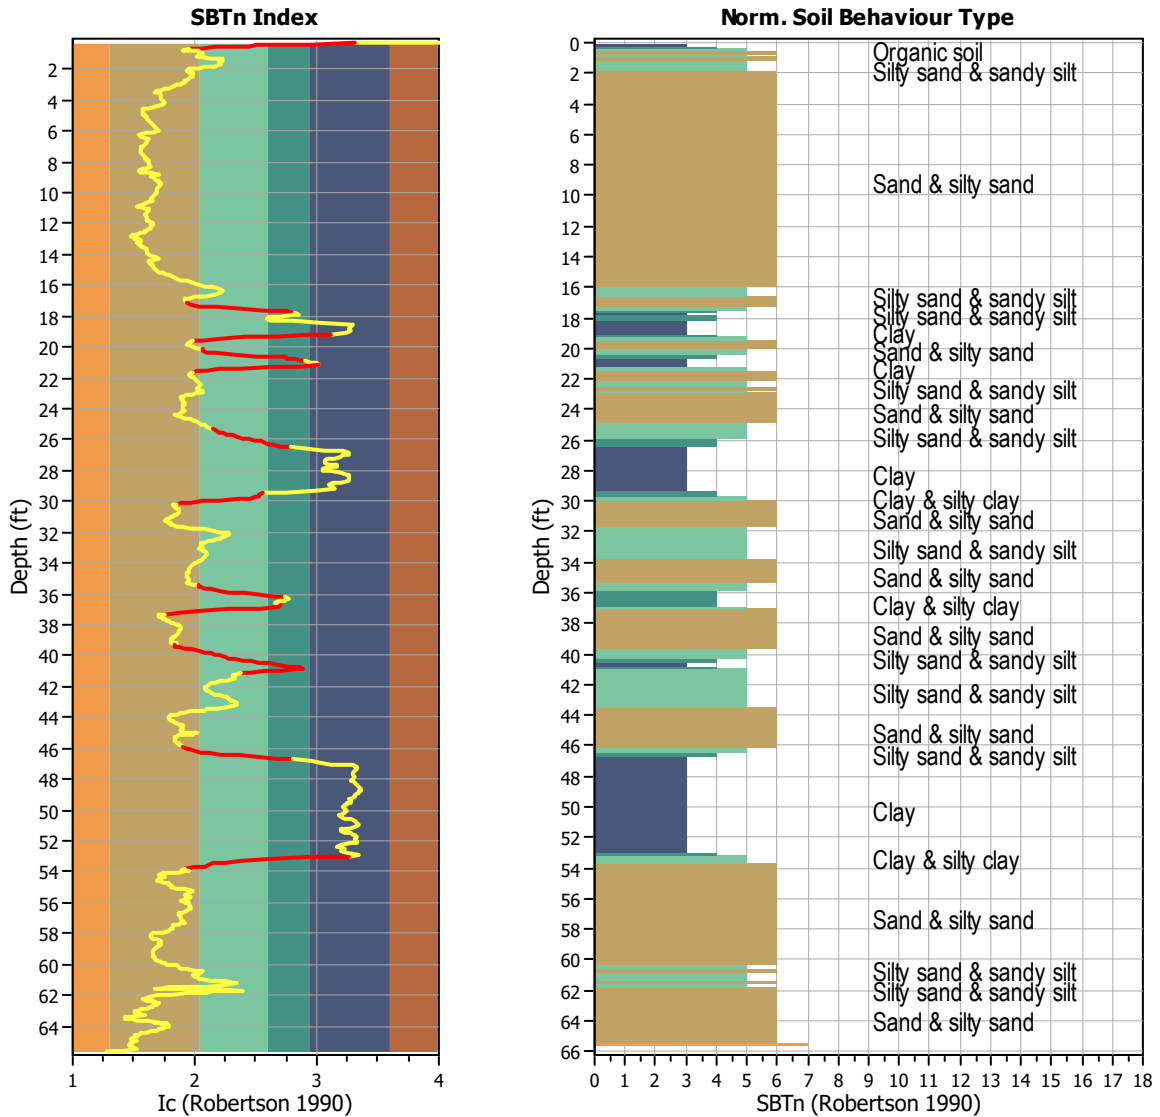 SBTn Index
Depth (ft)
2
4
6
8
10
12
14
16
18
20
22
24
26
28
30
32
34
36
38
40
42
44
46
48
50
52
54
56
58
60
62
64
1 2 3 4
Ic (Robertson 1990)
Norm. Soil Behaviour Type
Depth (ft)
0
2
4
6
8
10
12
14
16
18
20
22
24
26
28
30
32
34
36
38
40
42
44
46
48
50
52
54
56
58
60
62
64
66
Organic soil
Silty sand & sandy silt
Sand & silty sand
Silty sand & sandy silt
Silty sand & sandy silt
Clay
Sand & silty sand
Clay
Silty sand & sandy silt
Sand & silty sand
Silty sand & sandy silt
Clay
Clay & silty clay
Sand & silty sand
Silty sand & sandy silt
Sand & silty sand
Clay & silty clay
Sand & silty sand
Silty sand & sandy silt
Silty sand & sandy silt
Sand & silty sand
Silty sand & sandy silt
Clay
Clay & silty clay
Sand & silty sand
Silty sand & sandy silt
Silty sand & sandy silt
Sand & silty sand
0 1 2 3 4 5 6 7 8 9 10 11 12 13 14 15 16 17 18
SBTn (Robertson 1990)